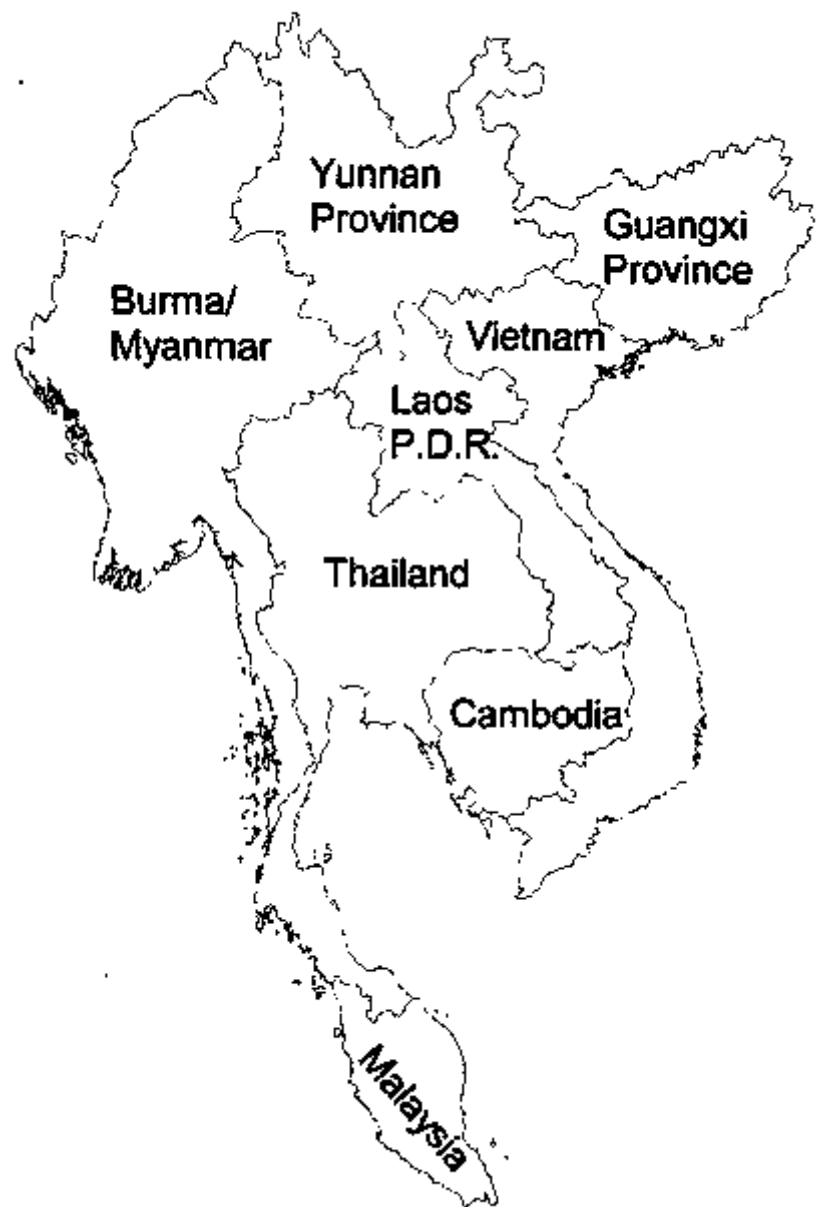 Yunnan
Province
Guangxi
Province
Burma/
Myanmar
Vietnam
Laos
P.D.R.
Thailand
Cambodia
Malaysia